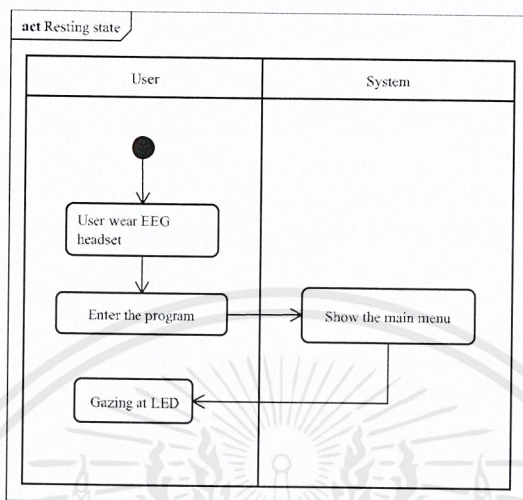 act Resting state
User
System
User wear EEG
headset
Enter the program
Show the main menu
Gazing at LED